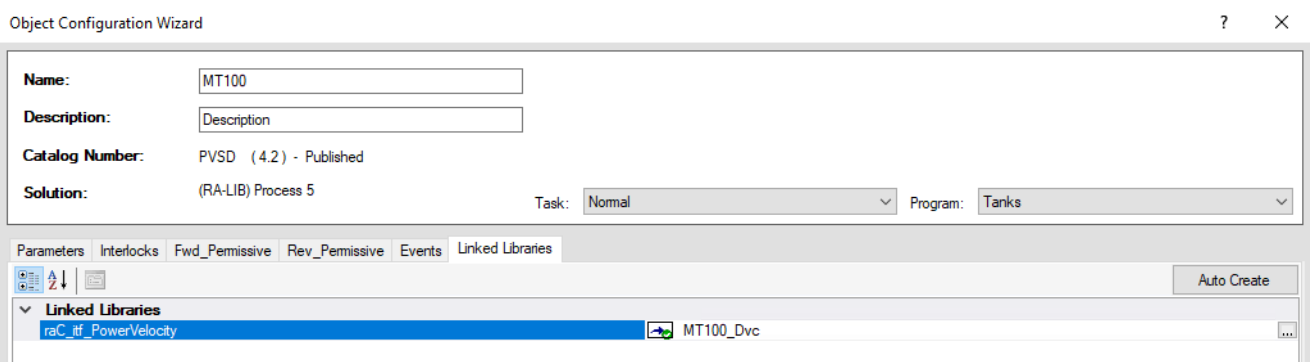 Object Configuration Wizard ?
Name: MT100
Description: Description
Catalog Number: PVSD (4.2) - Published
Solution: (RA-LIB) Process 5 Task: Normal Program: Tanks
Parameters Interlocks Fwd_Permissive Rev_Permissive Events Linked Libraries
A Z Auto Create
Linked Libraries
raC_itf_PowerVelocity MT100_Dvc ...